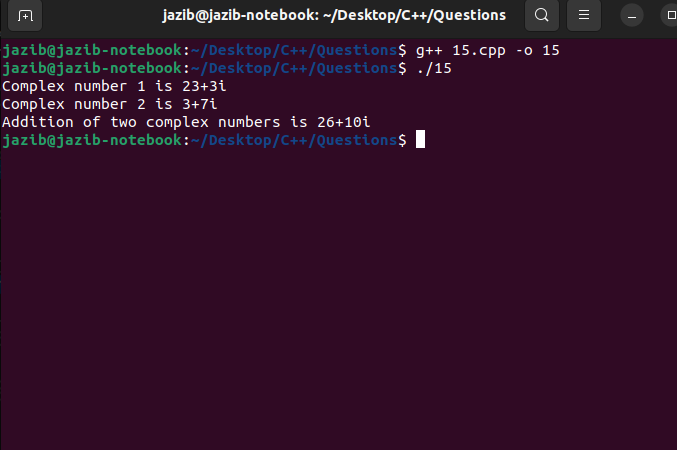 jazib@jazib-notebook: ~/Desktop/C++/Questions
jazib@jazib-notebook:~/Desktop/C++/Questions$ g++ 15.cpp -o 15
jazib@jazib-notebook:~/Desktop/C++/Questions$ ./15
Complex number 1 is 23+3i
Complex number 2 is 3+7i
Addition of two complex numbers is 26+10i
jazib@jazib-notebook:~/Desktop/C++/Questions$